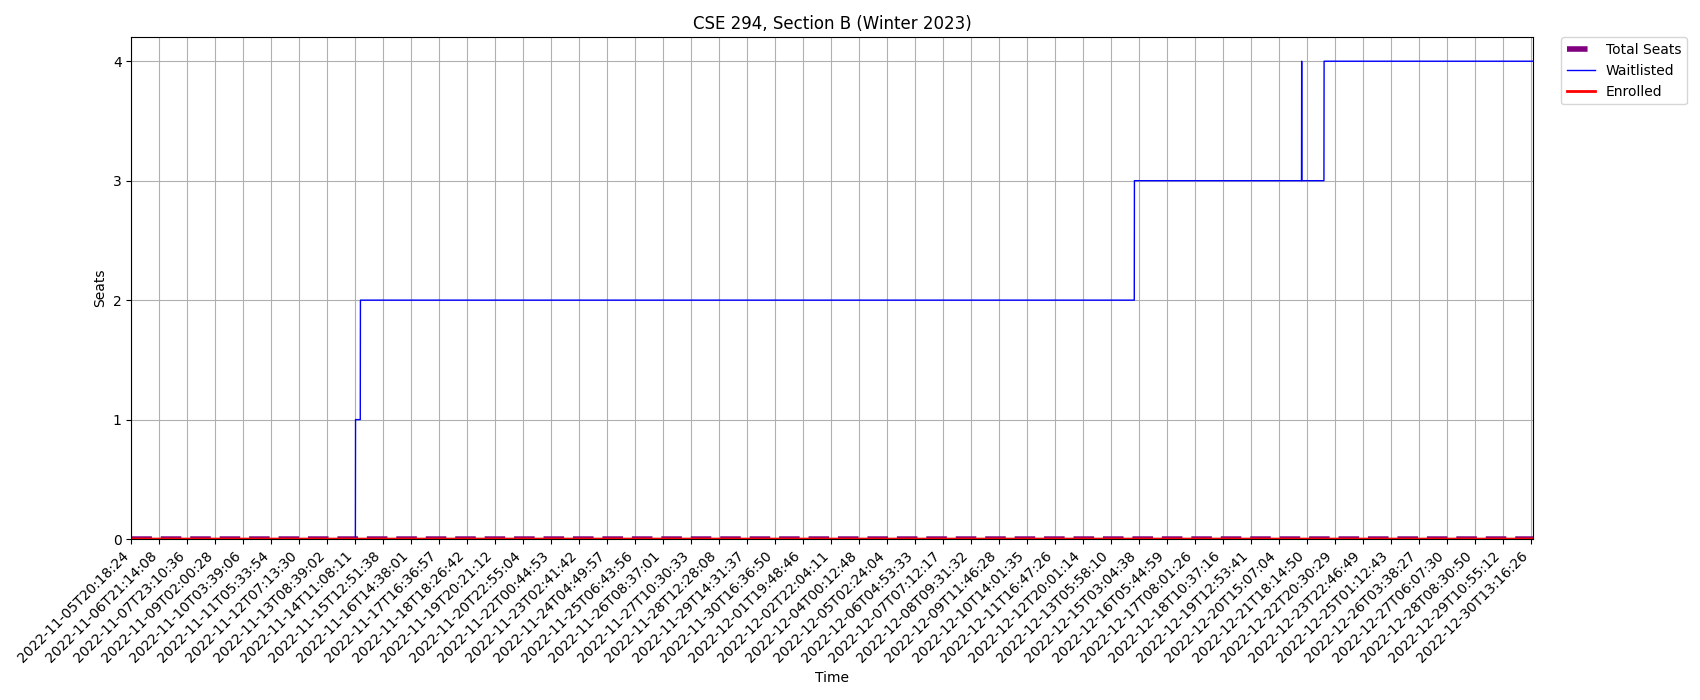 CSE 294, Section B (Winter 2023)
Total Seats
Waitlisted
Enrolled
Seats
4
3
2
1
0
2022-11-05T20:18:24
2022-11-06T21:14:08
2022-11-07T23:10:36
2022-11-09T02:00:28
2022-11-10T03:39:06
2022-11-11T05:33:54
2022-11-12T07:13:30
2022-11-13T08:39:02
2022-11-14T11:08:11
2022-11-15T12:51:38
2022-11-16T14:38:01
2022-11-17T16:36:57
2022-11-18T18:26:42
2022-11-19T20:21:12
2022-11-20T22:55:04
2022-11-22T00:44:53
2022-11-23T02:41:42
2022-11-24T04:49:57
2022-11-25T06:43:56
2022-11-26T08:37:01
2022-11-27T10:30:33
2022-11-28T12:28:08
2022-11-29T14:31:37
2022-11-30T16:36:50
2022-12-01T19:48:46
2022-12-02T22:04:11
2022-12-04T00:12:48
2022-12-05T02:24:04
2022-12-06T04:53:33
2022-12-07T07:12:17
2022-12-08T09:31:32
2022-12-09T11:46:28
2022-12-10T14:01:35
2022-12-11T16:47:26
2022-12-12T20:01:14
2022-12-13T23:58:10
2022-12-15T03:04:38
2022-12-16T05:44:59
2022-12-17T08:01:26
2022-12-18T10:37:16
2022-12-19T12:53:41
2022-12-20T15:07:04
2022-12-21T18:14:50
2022-12-22T20:30:29
2022-12-23T22:46:49
2022-12-25T01:12:43
2022-12-26T03:38:27
2022-12-27T06:07:30
2022-12-28T08:30:50
2022-12-29T10:55:12
2022-12-30T13:16:26
Time